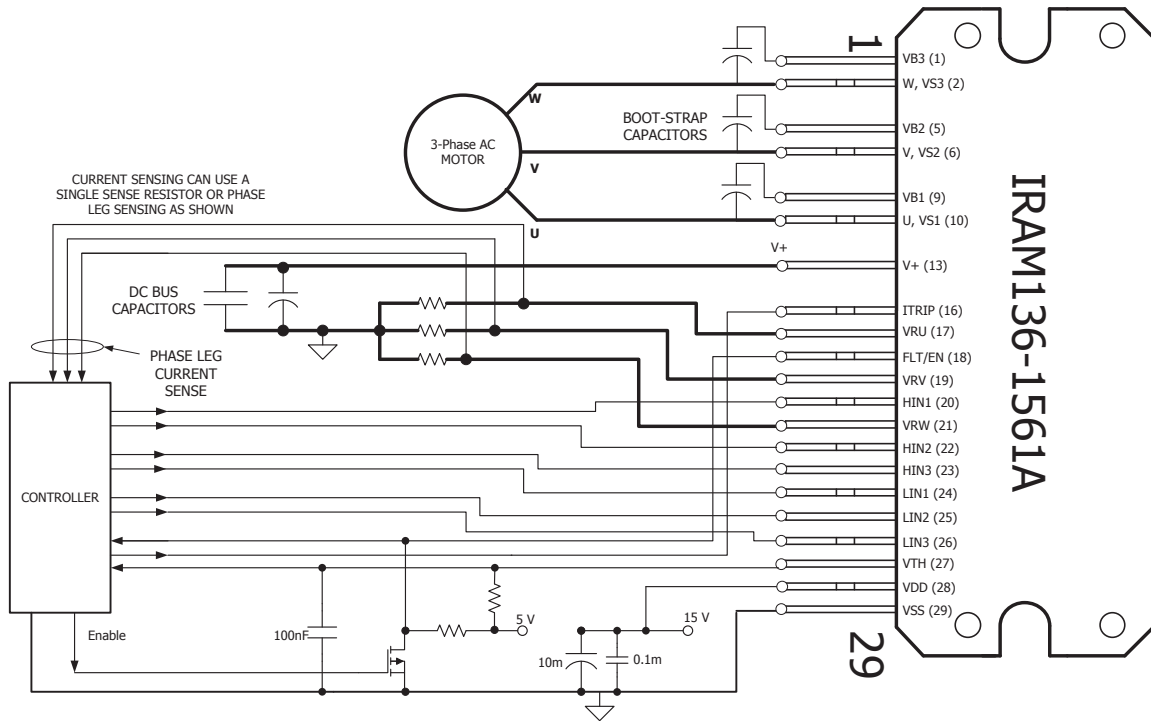 1
VB3 (1)
W, VS3 (2)
W
BOOT-STRAP
CAPACITORS
VB2 (5)
3-Phase AC
MOTOR
V
V, VS2 (6)
CURRENT SENSING CAN USE A
SINGLE SENSE RESISTOR OR PHASE
LEG SENSING AS SHOWN
VB1 (9)
U, VS1 (10)
U
V+
V+ (13)
DC BUS
CAPACITORS
ITRIP (16)
VRU (17)
PHASE LEG
CURRENT
SENSE
FLT/EN (18)
VRV (19)
HIN1 (20)
VRW (21)
HIN2 (22)
HIN3 (23)
CONTROLLER
LIN1 (24)
LIN2 (25)
LIN3 (26)
VTH (27)
VDD (28)
VSS (29)
IRAM136-1561A
Enable
100nF
5 V
15 V
10m
0.1m
29